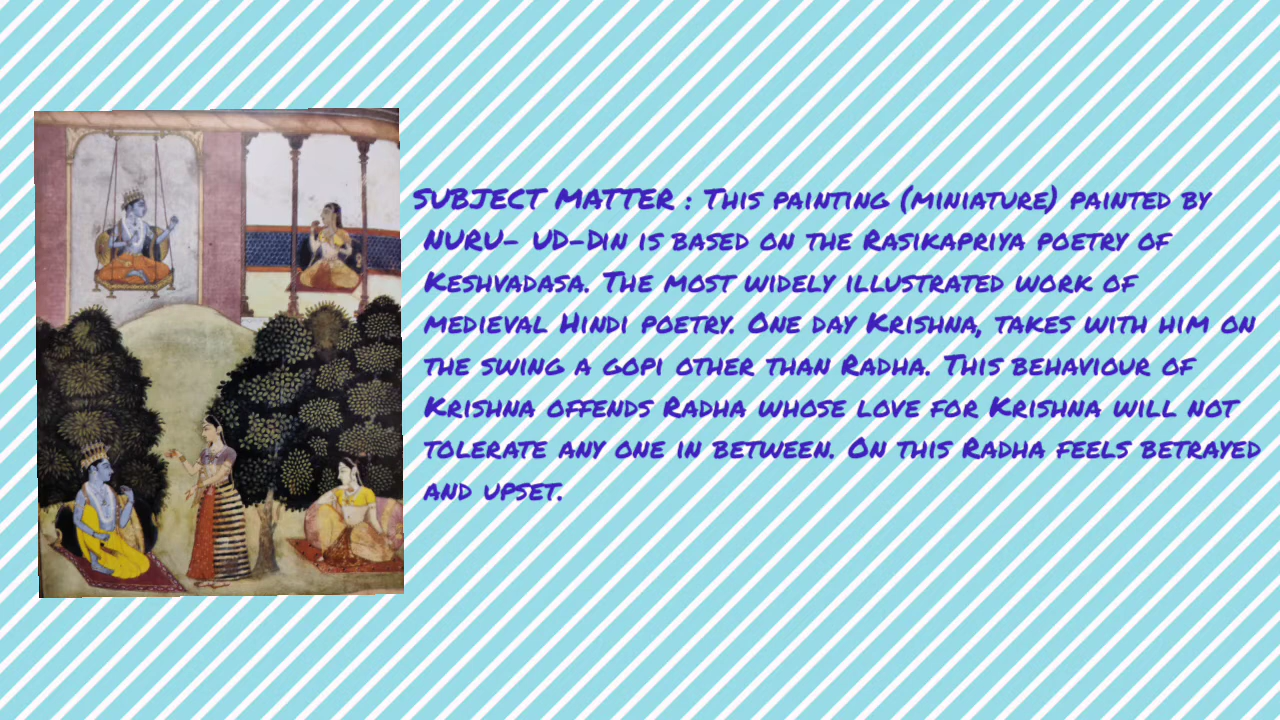 SUBJECT MATTER : THIS PAINTING (MINIATURE) PAINTED BY
NURU- UD-DIN IS BASED ON THE RASIKAPRIYA POETRY OF
KESHVADASA. THE MOST WIDELY ILLUSTRATED WORK OF
MEDIEVAL HINDI POETRY. ONE DAY KRISHNA, TAKES WITH HIM ON
THE SWING A GOPI OTHER THAN RADHA. THIS BEHAVIOUR OF
KRISHNA OFFENDS RADHA WHOSE LOVE FOR KRISHNA WILL NOT
TOLERATE ANY ONE IN BETWEEN. ON THIS RADHA FEELS BETRAYED
AND UPSET.